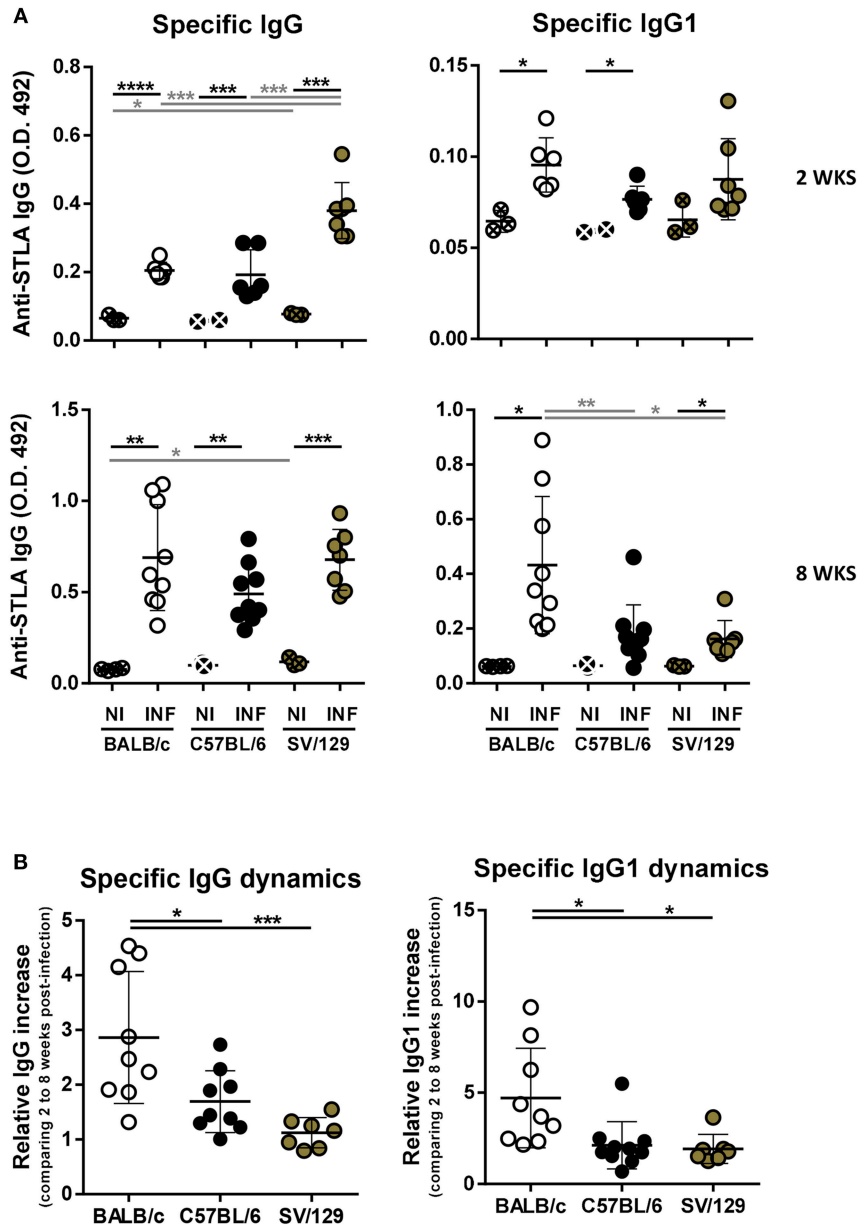 A
Specific IgG
Specific IgG1
Anti-STLA IgG (O.D. 492)
0.8
0.6
0.4
0.2
0.0
**** *** *** *** ***
*
0.15
0.10
0.05
0.00
* *
2 WKS
Anti-STLA IgG (O.D. 492)
1.5
1.0
0.5
0.0
** ** ***
*
NI INF NI INF NI INF
BALB/c C57BL/6 SV/129
1.0
0.8
0.6
0.4
0.2
0.0
* ** * *
NI INF NI INF NI INF
BALB/c C57BL/6 SV/129
8 WKS
B
Specific IgG dynamics
Relative IgG increase
(comparing 2 to 8 weeks post-infection)
5
4
3
2
1
0
* ***
BALB/c C57BL/6 SV/129
Specific IgG1 dynamics
Relative IgG1 increase
(comparing 2 to 8 weeks post-infection)
15
10
5
0
* *
BALB/c C57BL/6 SV/129